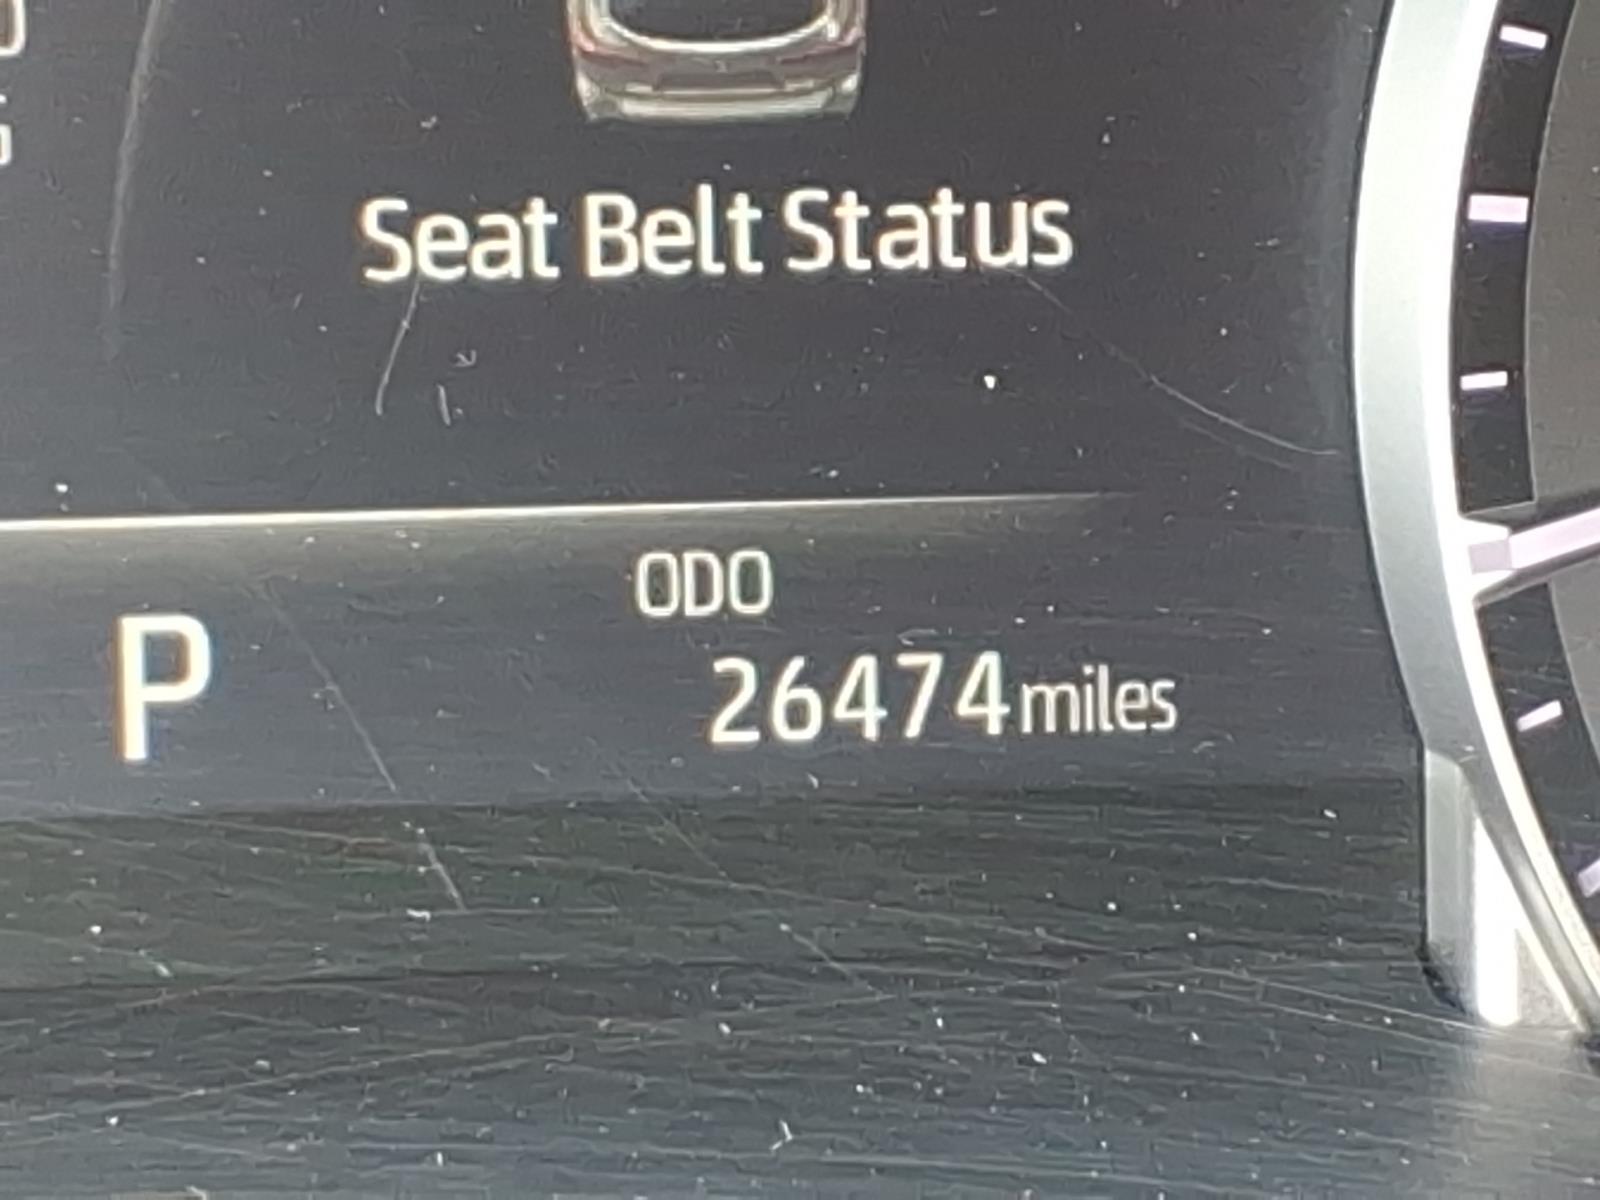 Seat Belt Status
ODO
P
26474 miles